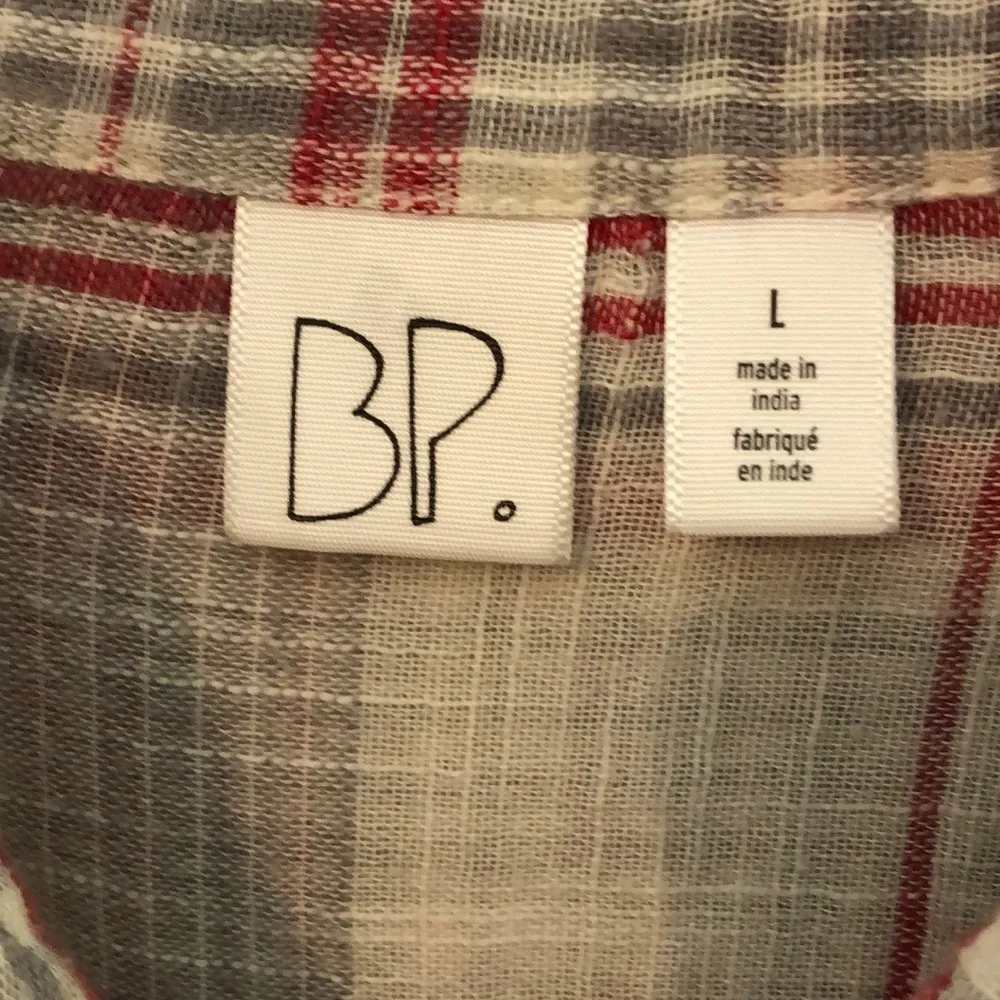 BP.
L
made in
india
fabriqué
en inde